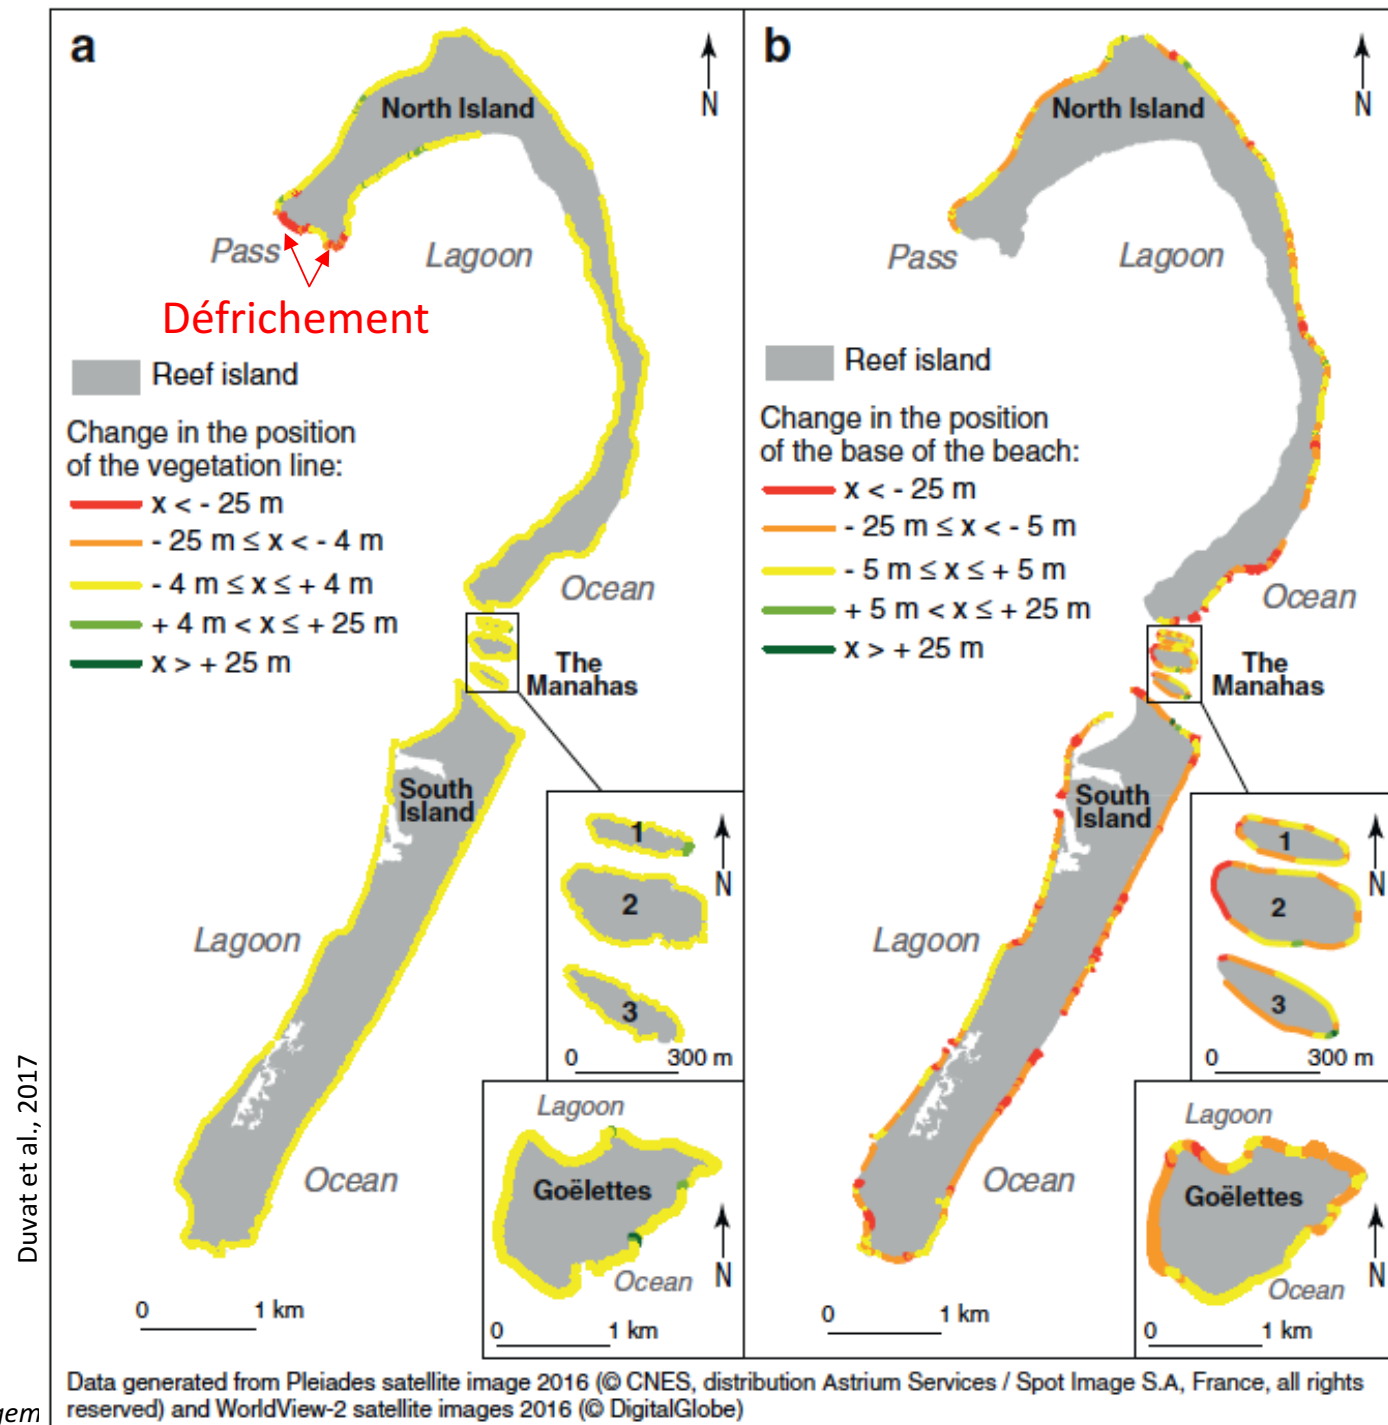 a
N
North Island
Pass
Lagoon
Défrichement
Reef island
Change in the position
of the vegetation line:
x < - 25 m
- 25 m ≤ x < - 4 m
- 4 m ≤ x ≤ + 4 m
+ 4 m < x ≤ + 25 m
x > + 25 m
Ocean
The
Manahas
South
Island
Lagoon
1
N
2
3
0 300 m
Ocean
Lagoon
Goëlettes
N
Ocean
0 1 km
0 1 km
b
N
North Island
Pass
Lagoon
Reef island
Change in the position
of the base of the beach:
x < - 25 m
- 25 m ≤ x < - 5 m
- 5 m ≤ x ≤ + 5 m
+ 5 m < x ≤ + 25 m
x > + 25 m
Ocean
The
Manahas
South
Island
Lagoon
1
N
2
3
0 300 m
Ocean
Lagoon
Goëlettes
N
Ocean
0 1 km
0 1 km
Data generated from Pleiades satellite image 2016 (© CNES, distribution Astrium Services / Spot Image S.A, France, all rights
reserved) and WorldView-2 satellite images 2016 (© DigitalGlobe)
Duvat et al., 2017